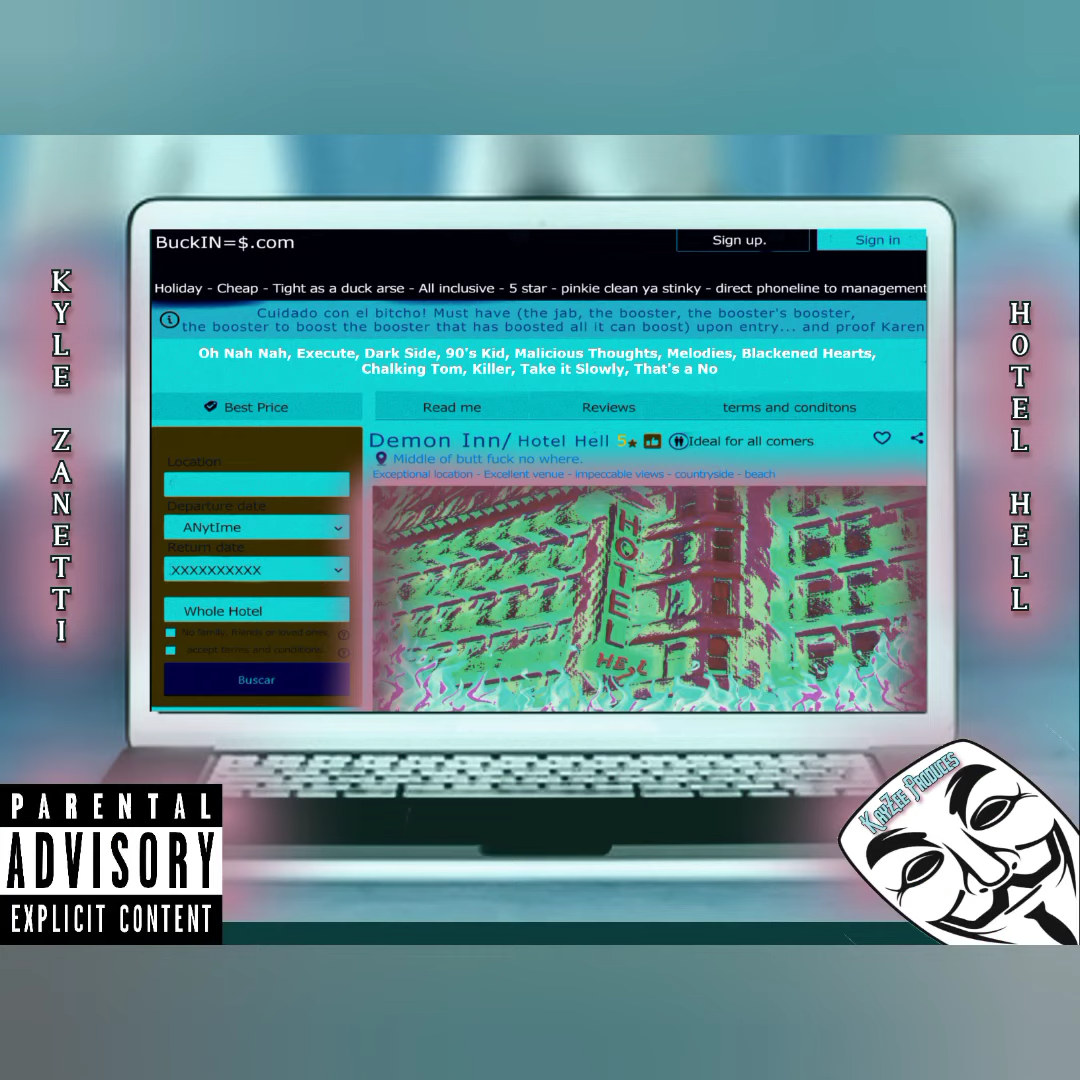 BuckIN=$.com
Sign up.
Sign in
Holiday - Cheap - Tight as a duck arse - All inclusive - 5 star - pinkie clean ya stinky - direct phoneline to management
Cuidado con el bitcho! Must have (the jab, the booster, the booster's booster,
the booster to boost the booster that has boosted all it can boost) upon entry... and proof Karen
Oh Nah Nah, Execute, Dark Side, 90's Kid, Malicious Thoughts, Melodies, Blackened Hearts,
Chalking Tom, Killer, Take it Slowly, That's a No
Best Price
Read me
Reviews
terms and conditons
Demon Inn/ Hotel Hell 5
Ideal for all comers
Middle of butt fuck no where.
Exceptional location - Excellent venue - impeccable views - countryside - beach
Location
Departure date
ANytIme
Return date
XXXXXXXXXX
Whole Hotel
No family, friends or loved ones.
accept terms and conditions.
Buscar
HOTEL
KYLE ZANETTI
HOTEL HELL
PARENTAL
ADVISORY
EXPLICIT CONTENT
KayZee Produces